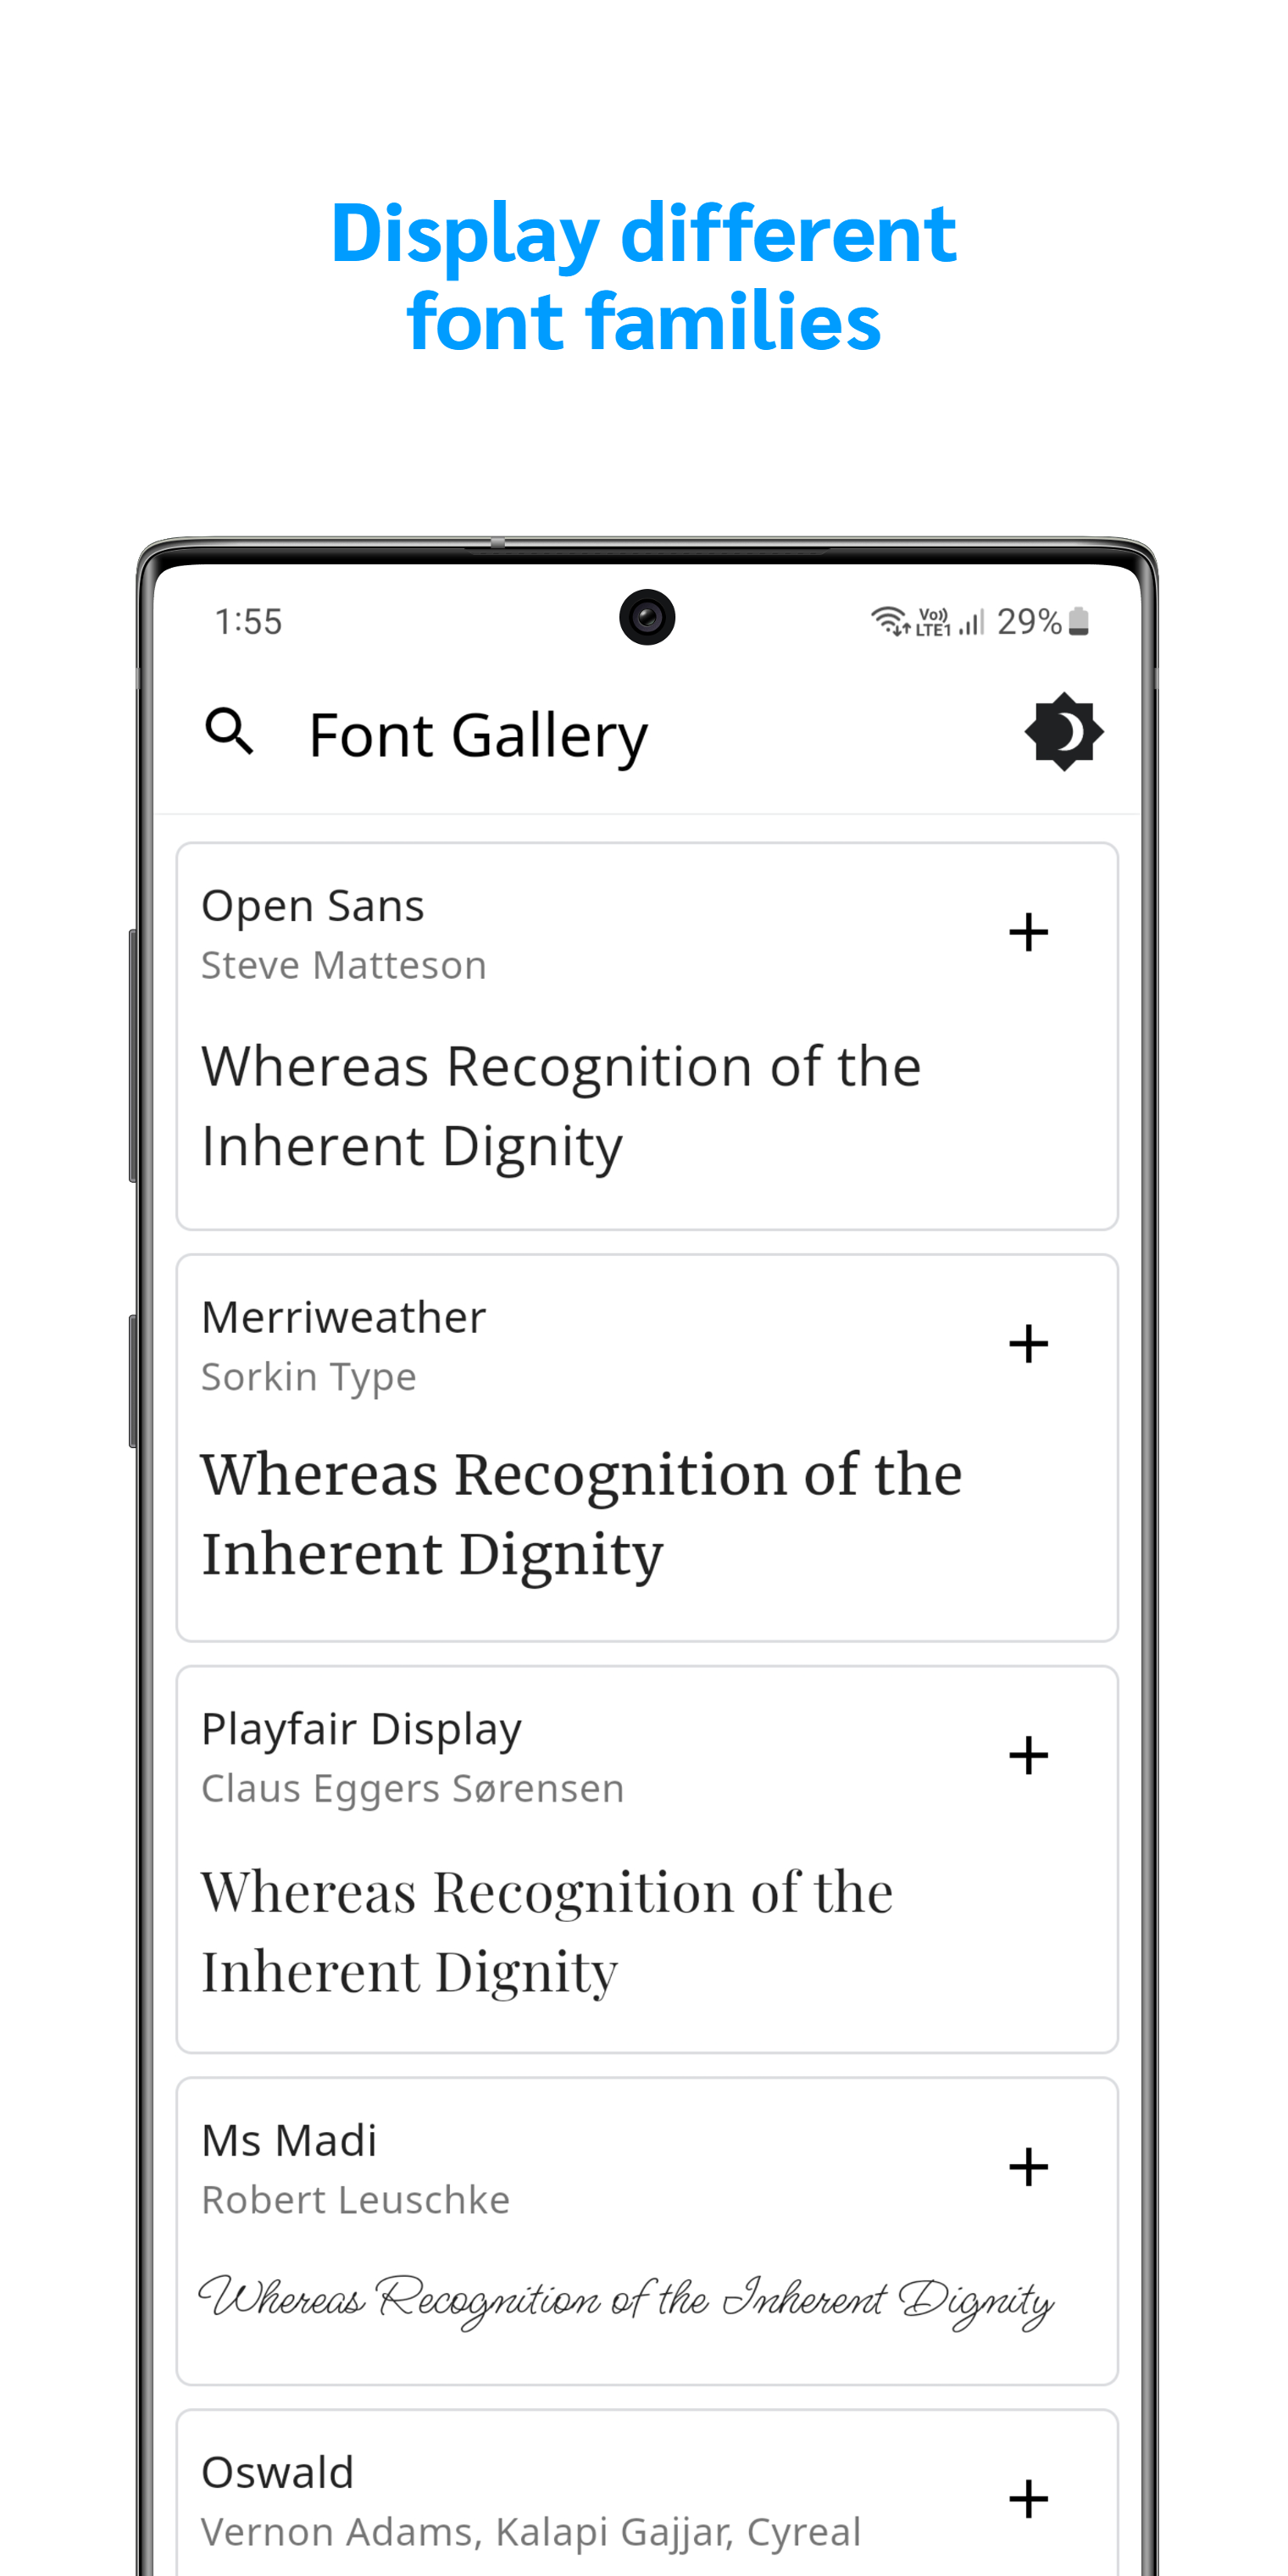 Display different
font families
1:55
Vo)) LTE1 29%
Font Gallery
Open Sans
Steve Matteson
Whereas Recognition of the
Inherent Dignity
Merriweather
Sorkin Type
Whereas Recognition of the
Inherent Dignity
Playfair Display
Claus Eggers Sørensen
Whereas Recognition of the
Inherent Dignity
Ms Madi
Robert Leuschke
Whereas Recognition of the Inherent Dignity
Oswald
Vernon Adams, Kalapi Gajjar, Cyreal